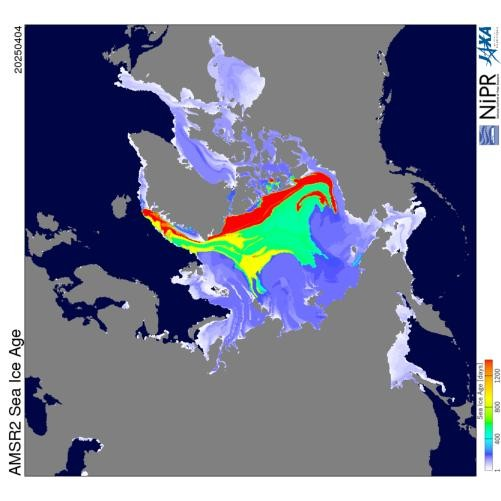 AMSR2 Sea Ice Age
20250404
NiPR
JAXA
Sea Ice Age [days]
1
400
800
1200